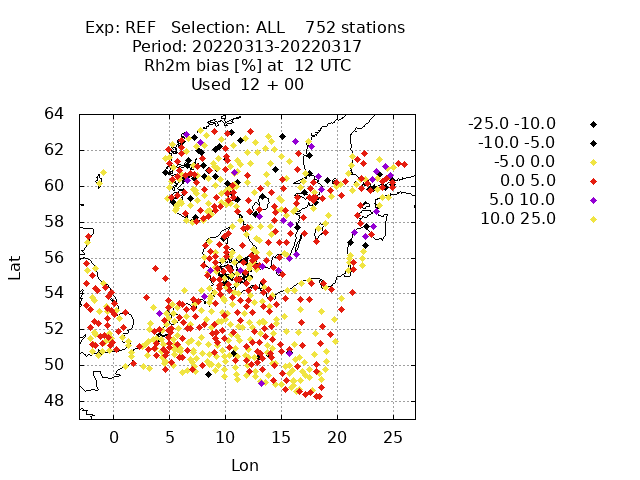 Exp: REF   Selection: ALL    752 stations
Period: 20220313-20220317
Rh2m bias [%] at  12 UTC
Used  12 + 00
-25.0 -10.0
-10.0 -5.0
-5.0 0.0
0.0 5.0
5.0 10.0
10.0 25.0
64
62
60
58
56
54
52
50
48
Lat
0 5 10 15 20 25
Lon